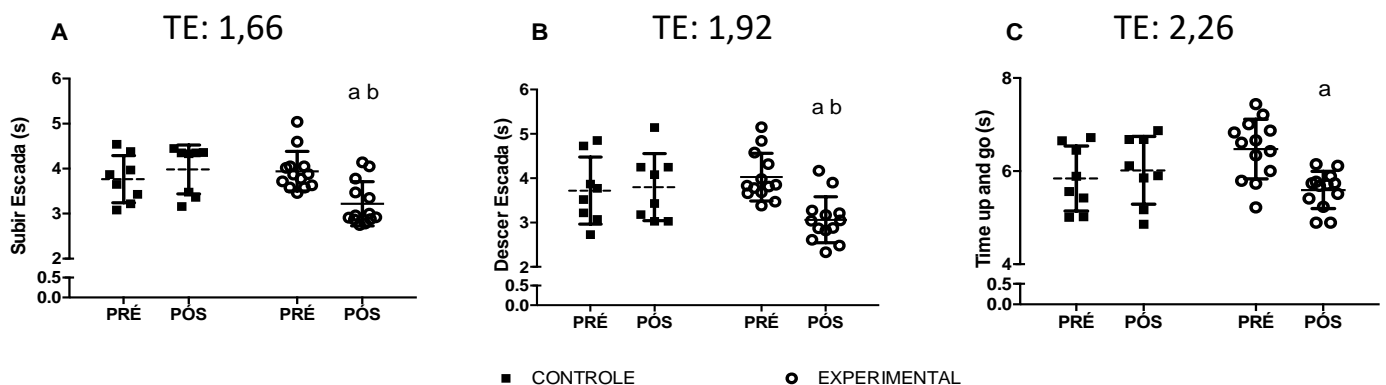 A TE: 1,66
Subir Escada (s)
6
5
4
3
2
0.5
0.0
a b
PRÉ PÓS PRÉ PÓS
B TE: 1,92
Descer Escada (s)
6
5
4
3
2
0.5
0.0
a b
PRÉ PÓS PRÉ PÓS
C TE: 2,26
Time up and go (s)
8
6
4
0.5
0.0
a
PRÉ PÓS PRÉ PÓS
CONTROLE EXPERIMENTAL